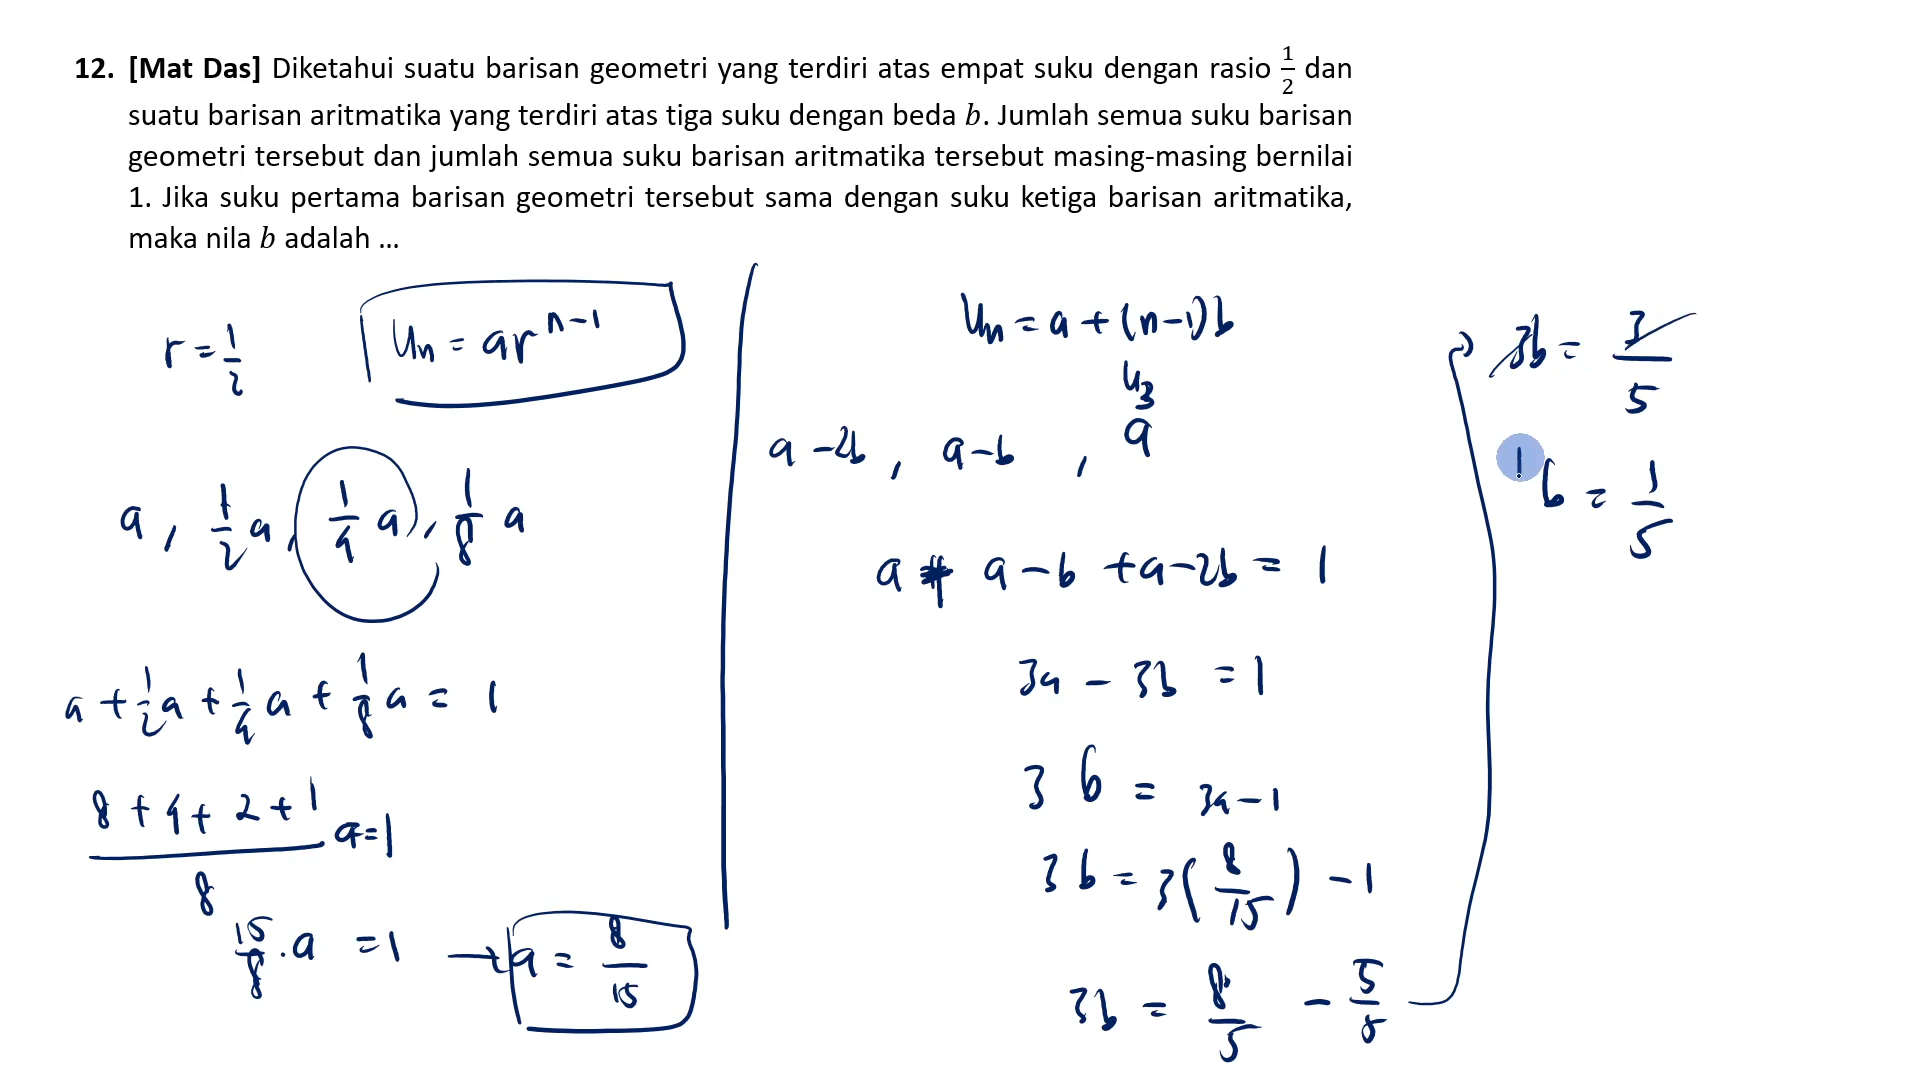 12. [Mat Das] Diketahui suatu barisan geometri yang terdiri atas empat suku dengan rasio 1/2 dan
suatu barisan aritmatika yang terdiri atas tiga suku dengan beda b. Jumlah semua suku barisan
geometri tersebut dan jumlah semua suku barisan aritmatika tersebut masing-masing bernilai
1. Jika suku pertama barisan geometri tersebut sama dengan suku ketiga barisan aritmatika,
maka nila b adalah ...
r = 1/2
Un = ar^(n-1)
a, 1/2 a, 1/4 a, 1/8 a
a + 1/2 a + 1/4 a + 1/8 a = 1
(8 + 4 + 2 + 1)/8 a = 1
15/8 . a = 1 → a = 8/15
Un = a + (n-1)b
U3
a - 2b, a - b, a
a + a - b + a - 2b = 1
3a - 3b = 1
3b = 3a - 1
3b = 3(8/15) - 1
3b = 8/5 - 5/5
3b = 3/5
b = 1/5